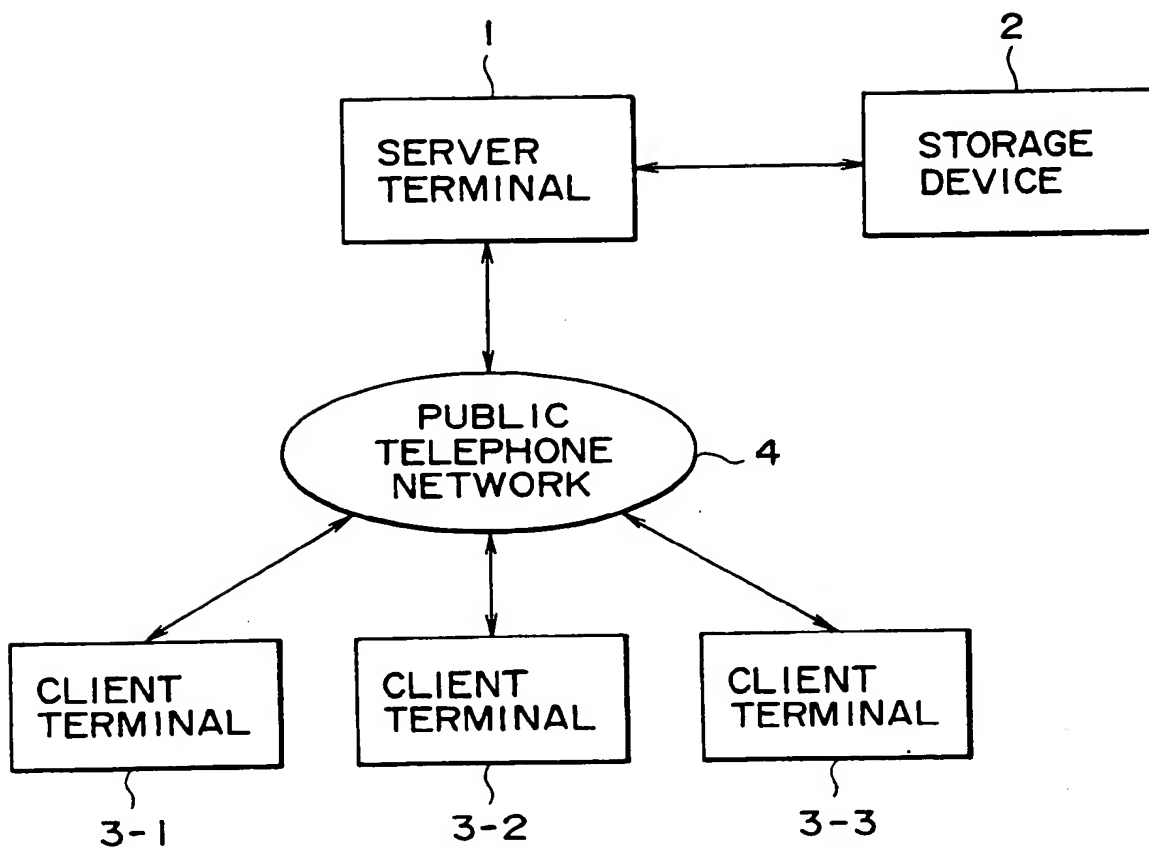 1
2
SERVER
TERMINAL
STORAGE
DEVICE
PUBLIC
TELEPHONE
NETWORK
4
CLIENT
TERMINAL
CLIENT
TERMINAL
CLIENT
TERMINAL
3-1
3-2
3-3